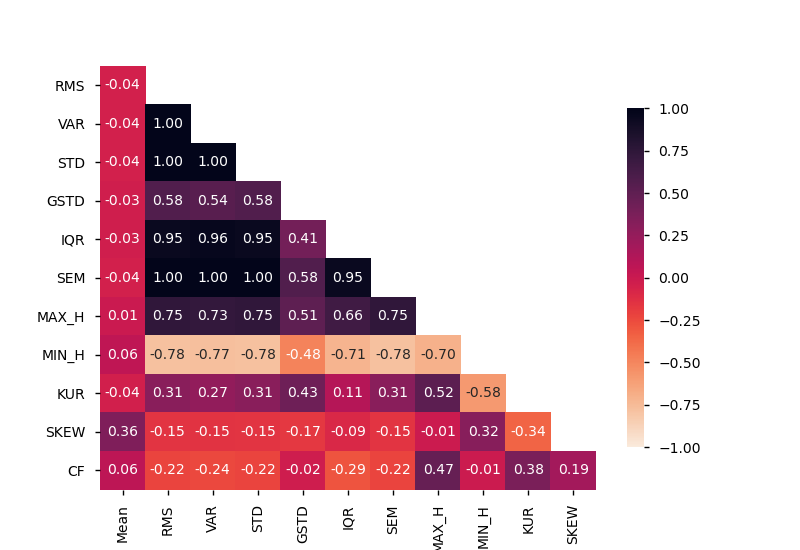 RMS -0.04
VAR -0.04 1.00
STD -0.04 1.00 1.00
GSTD -0.03 0.58 0.54 0.58
IQR -0.03 0.95 0.96 0.95 0.41
SEM -0.04 1.00 1.00 1.00 0.58 0.95
MAX_H 0.01 0.75 0.73 0.75 0.51 0.66 0.75
MIN_H 0.06 -0.78 -0.77 -0.78 -0.48 -0.71 -0.78 -0.70
KUR -0.04 0.31 0.27 0.31 0.43 0.11 0.31 0.52 -0.58
SKEW 0.36 -0.15 -0.15 -0.15 -0.17 -0.09 -0.15 -0.01 0.32 -0.34
CF 0.06 -0.22 -0.24 -0.22 -0.02 -0.29 -0.22 0.47 -0.01 0.38 0.19
Mean
RMS
VAR
STD
GSTD
IQR
SEM
MAX_H
MIN_H
KUR
SKEW
1.00
0.75
0.50
0.25
0.00
−0.25
−0.50
−0.75
−1.00